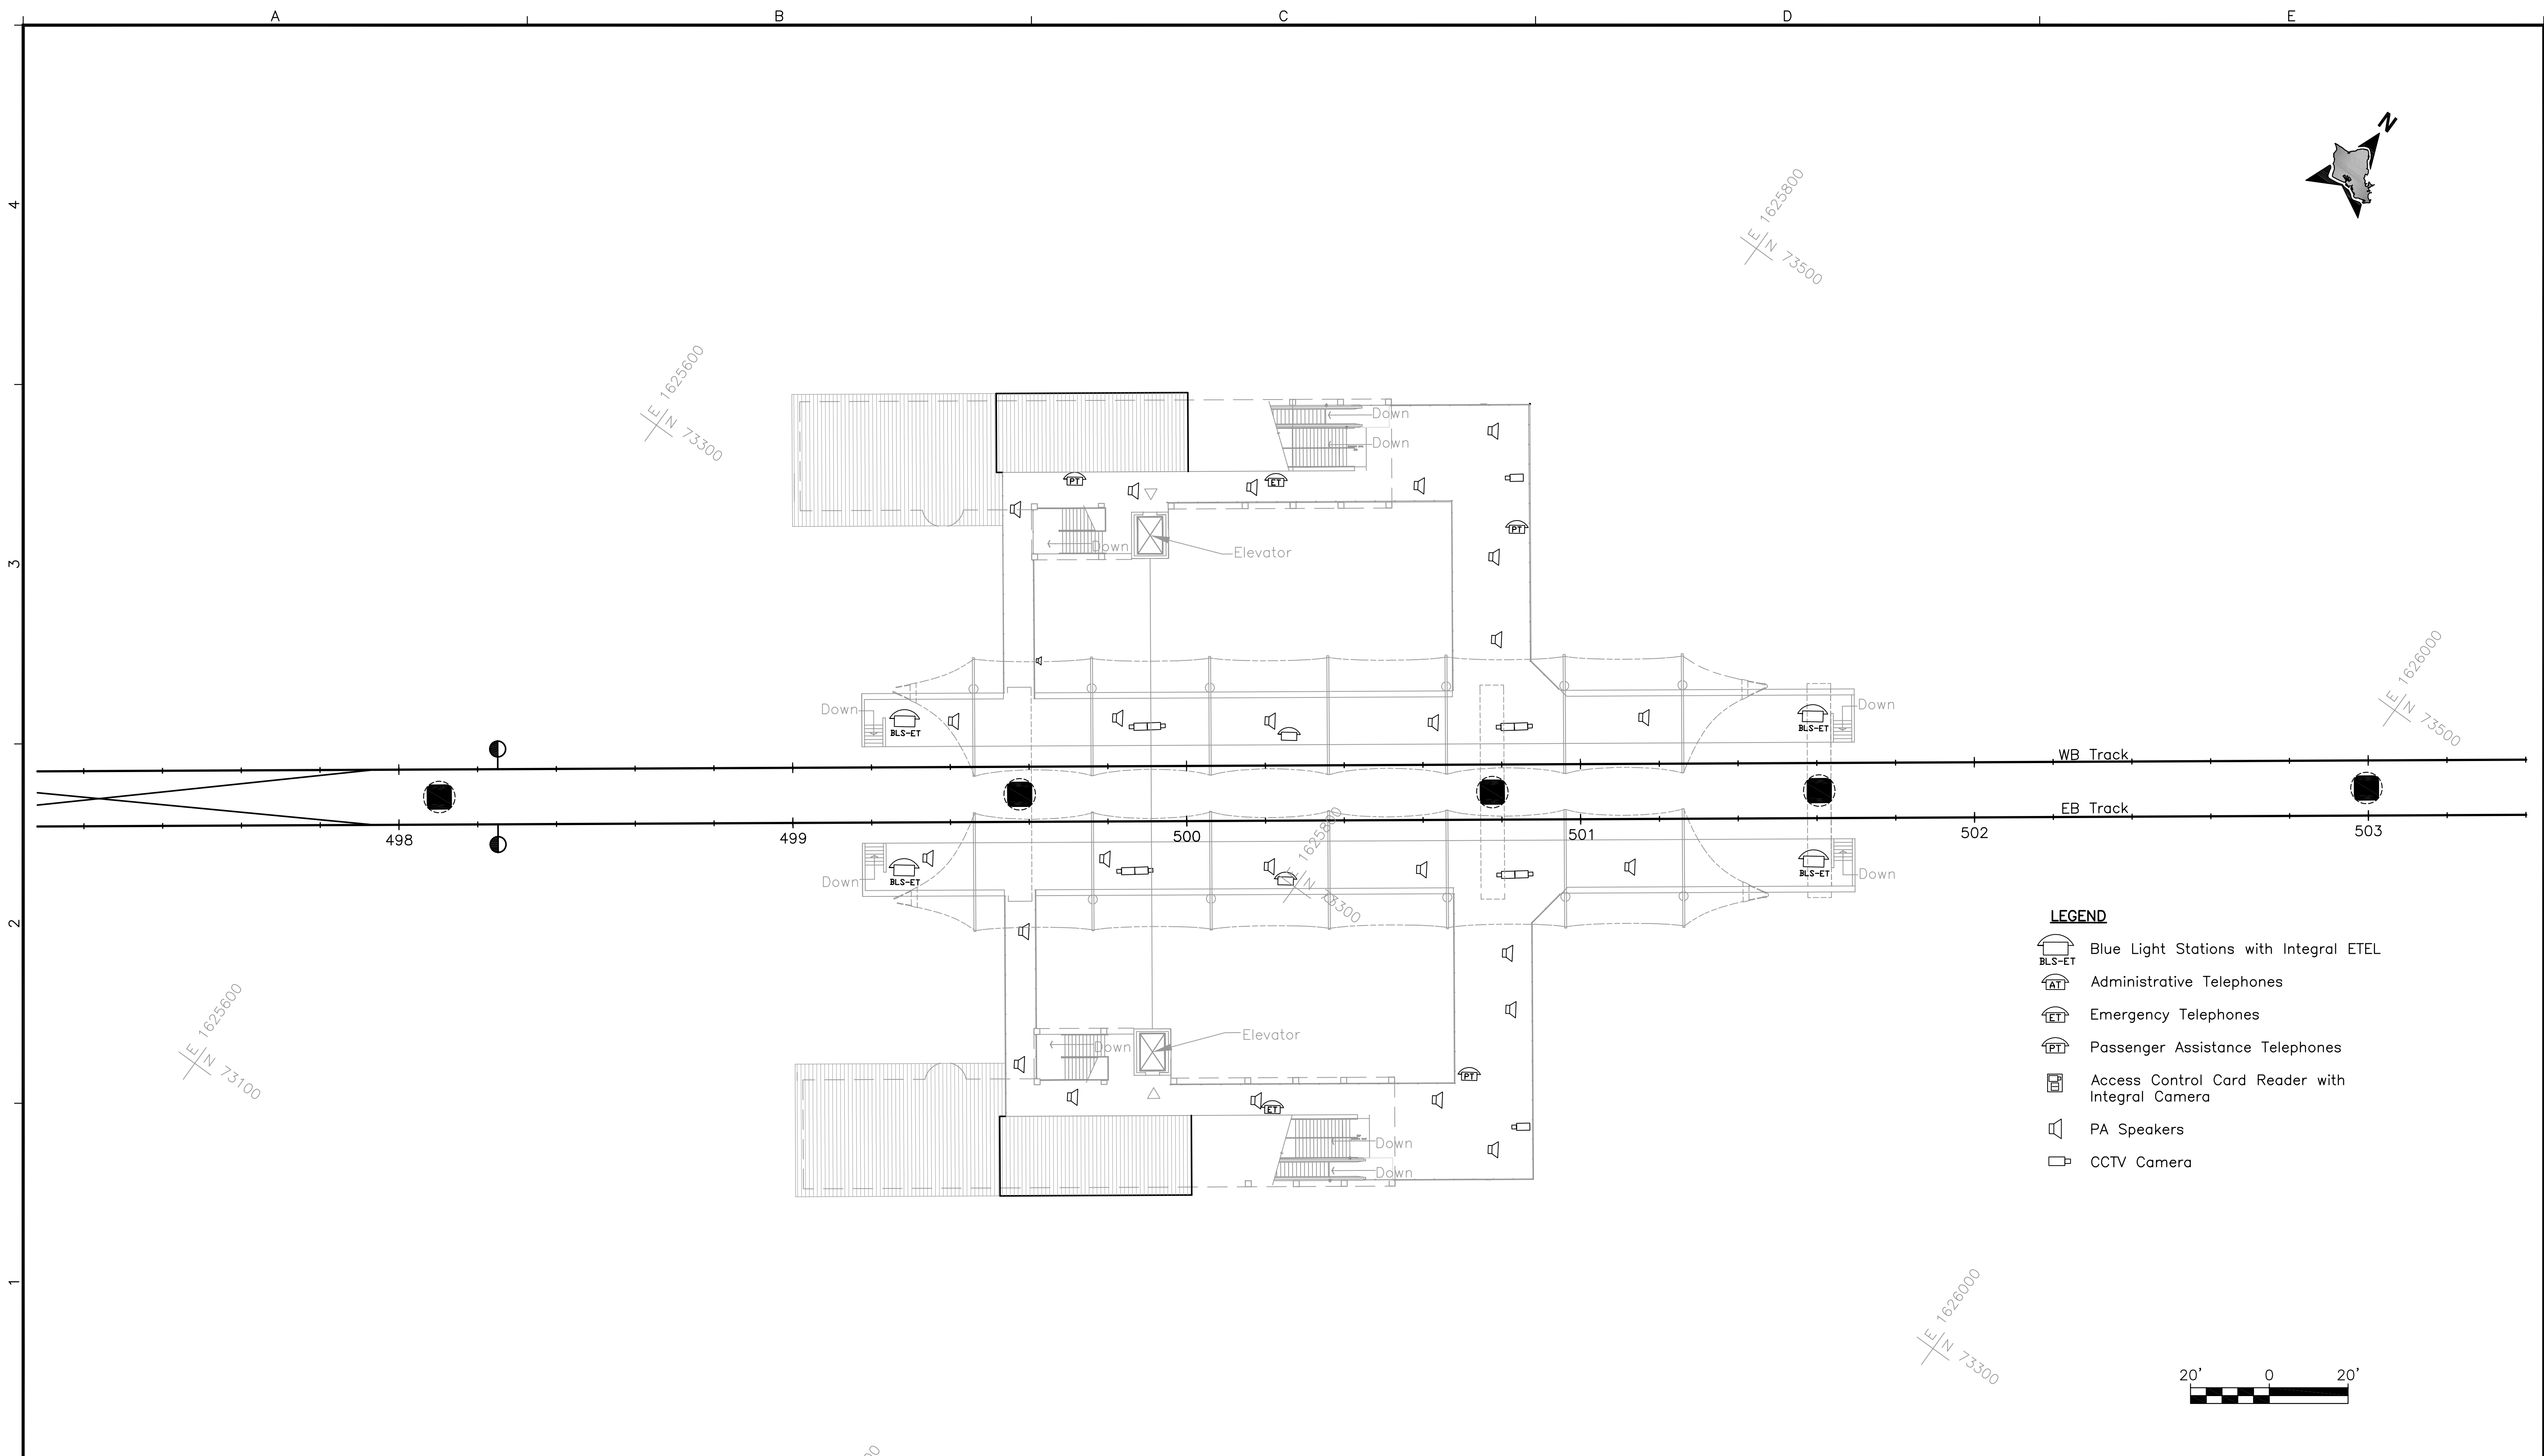 A
B
C
D
E
4
3
2
1
N
E 1625800
N 73500
E 1625600
N 73300
Down
Down
PT
ET
PT
Down
Elevator
E 1626000
N 73500
Down
BLS-ET
BLS-ET
Down
WB Track
EB Track
498
499
500
501
502
503
E 1625800
N 73300
Down
BLS-ET
BLS-ET
Down
LEGEND
BLS-ET Blue Light Stations with Integral ETEL
AT Administrative Telephones
ET Emergency Telephones
PT Passenger Assistance Telephones
Access Control Card Reader with
Integral Camera
PA Speakers
CCTV Camera
E 1625600
N 73100
Down
Elevator
PT
ET
Down
Down
E 1626000
N 73300
20' 0 20'